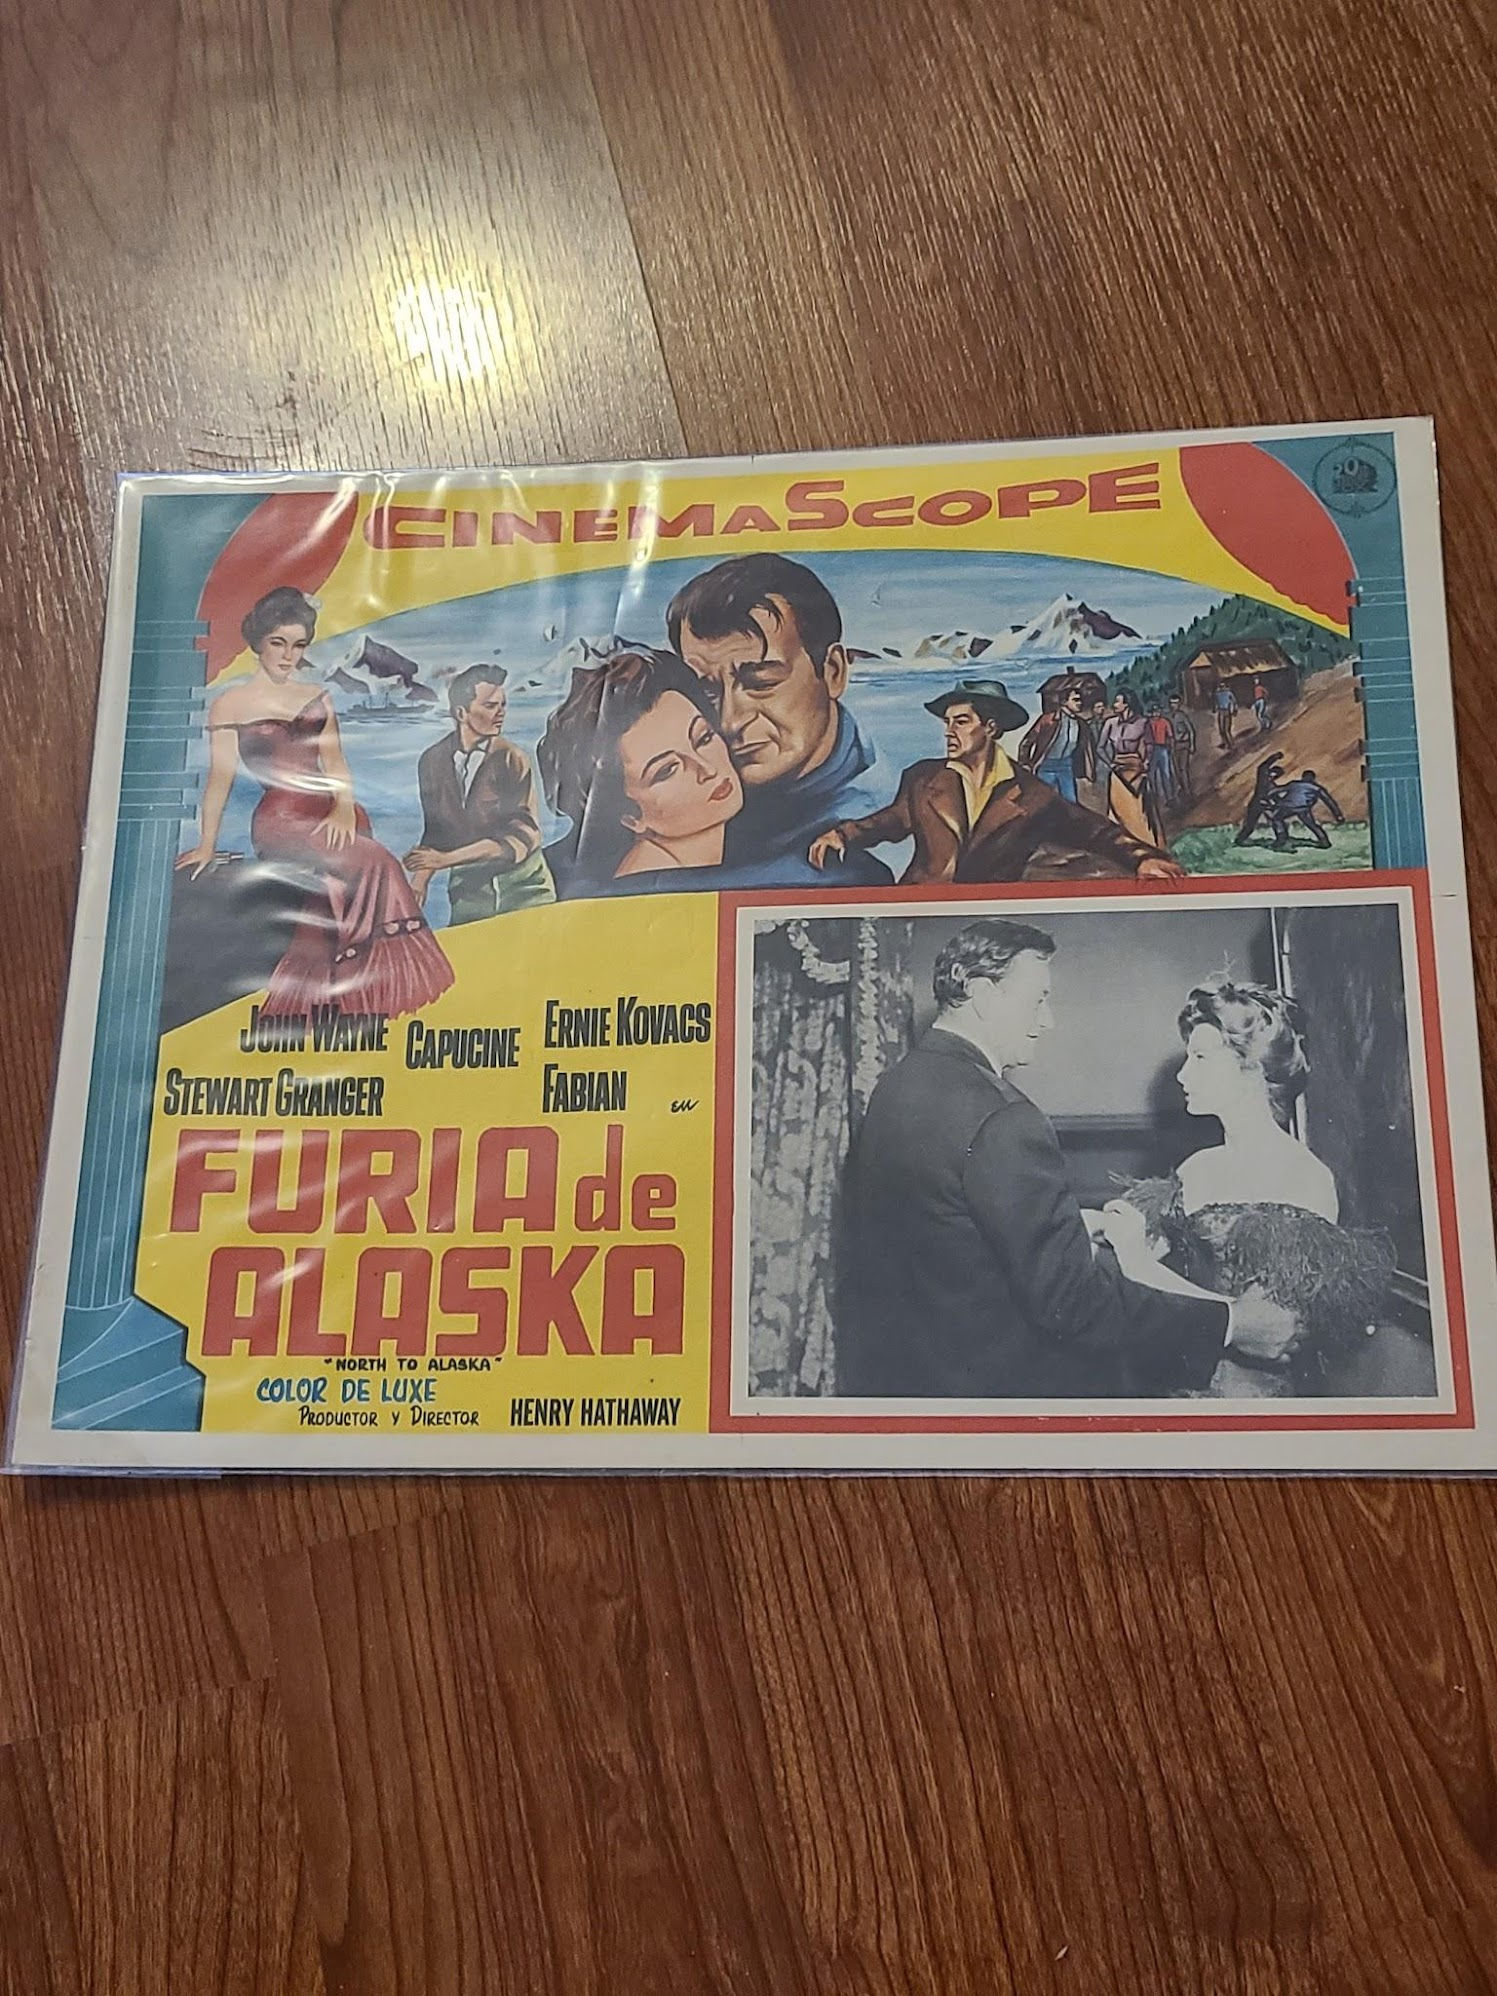 CINEMASCOPE
20
JOHN WAYNE CAPUCINE ERNIE KOVACS
STEWART GRANGER FABIAN en
FURIA de
ALASKA
"NORTH TO ALASKA"
COLOR DE LUXE
PRODUCTOR Y DIRECTOR HENRY HATHAWAY